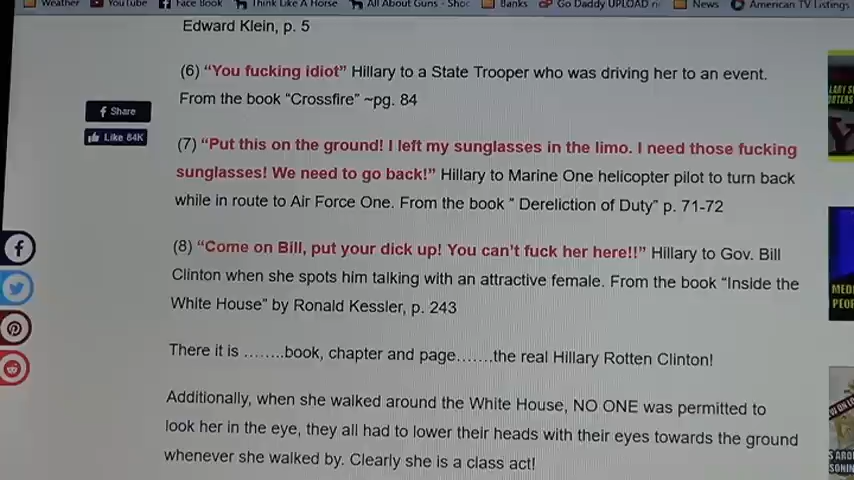 Weather YouTube Face Book Think Like A Horse All About Guns - Shoo Banks Go Daddy UPLOAD News American TV Listings
Edward Klein, p. 5
(6) “You fucking idiot” Hillary to a State Trooper who was driving her to an event.
From the book “Crossfire” ~pg. 84
Share
Like 84K
(7) “Put this on the ground! I left my sunglasses in the limo. I need those fucking
sunglasses! We need to go back!” Hillary to Marine One helicopter pilot to turn back
while in route to Air Force One. From the book “ Dereliction of Duty” p. 71-72
(8) “Come on Bill, put your dick up! You can’t fuck her here!!” Hillary to Gov. Bill
Clinton when she spots him talking with an attractive female. From the book “Inside the
White House” by Ronald Kessler, p. 243
There it is ……..book, chapter and page…….the real Hillary Rotten Clinton!
Additionally, when she walked around the White House, NO ONE was permitted to
look her in the eye, they all had to lower their heads with their eyes towards the ground
whenever she walked by. Clearly she is a class act!